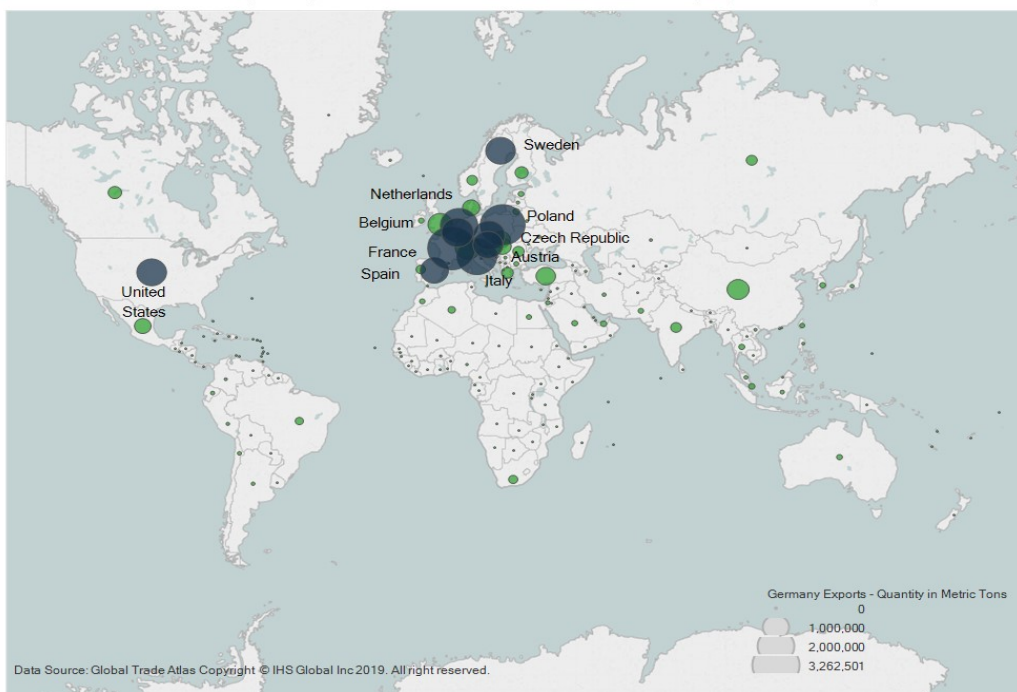 Sweden
Netherlands
Belgium
Poland
Czech Republic
France
Austria
Spain
Italy
United
States
Germany Exports - Quantity in Metric Tons
0
1,000,000
2,000,000
3,262,501
Data Source: Global Trade Atlas Copyright © IHS Global Inc 2019. All right reserved.